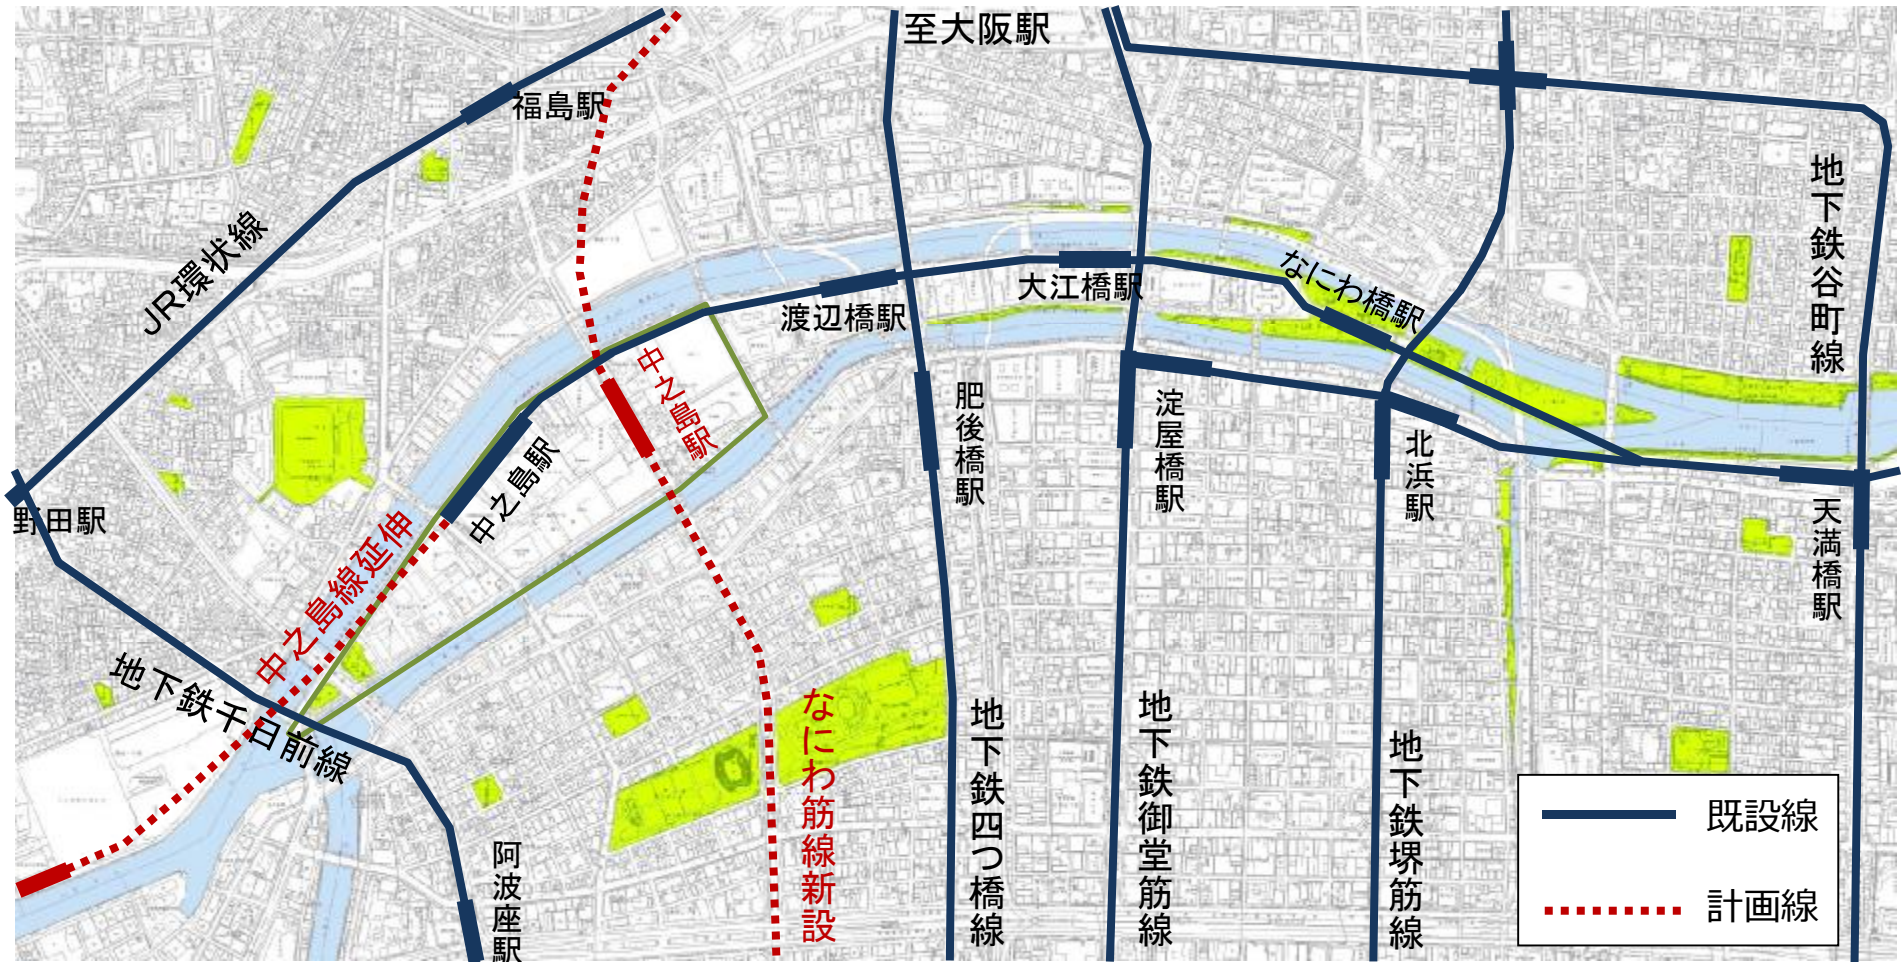 至大阪駅
福島駅
JR環状線
地下鉄谷町線
なにわ橋駅
大江橋駅
渡辺橋駅
中之島駅
中之島駅
肥後橋駅
淀屋橋駅
北浜駅
天満橋駅
野田駅
中之島線延伸
地下鉄千日前線
なにわ筋線新設
地下鉄四つ橋線
地下鉄御堂筋線
地下鉄堺筋線
阿波座駅
既設線
計画線